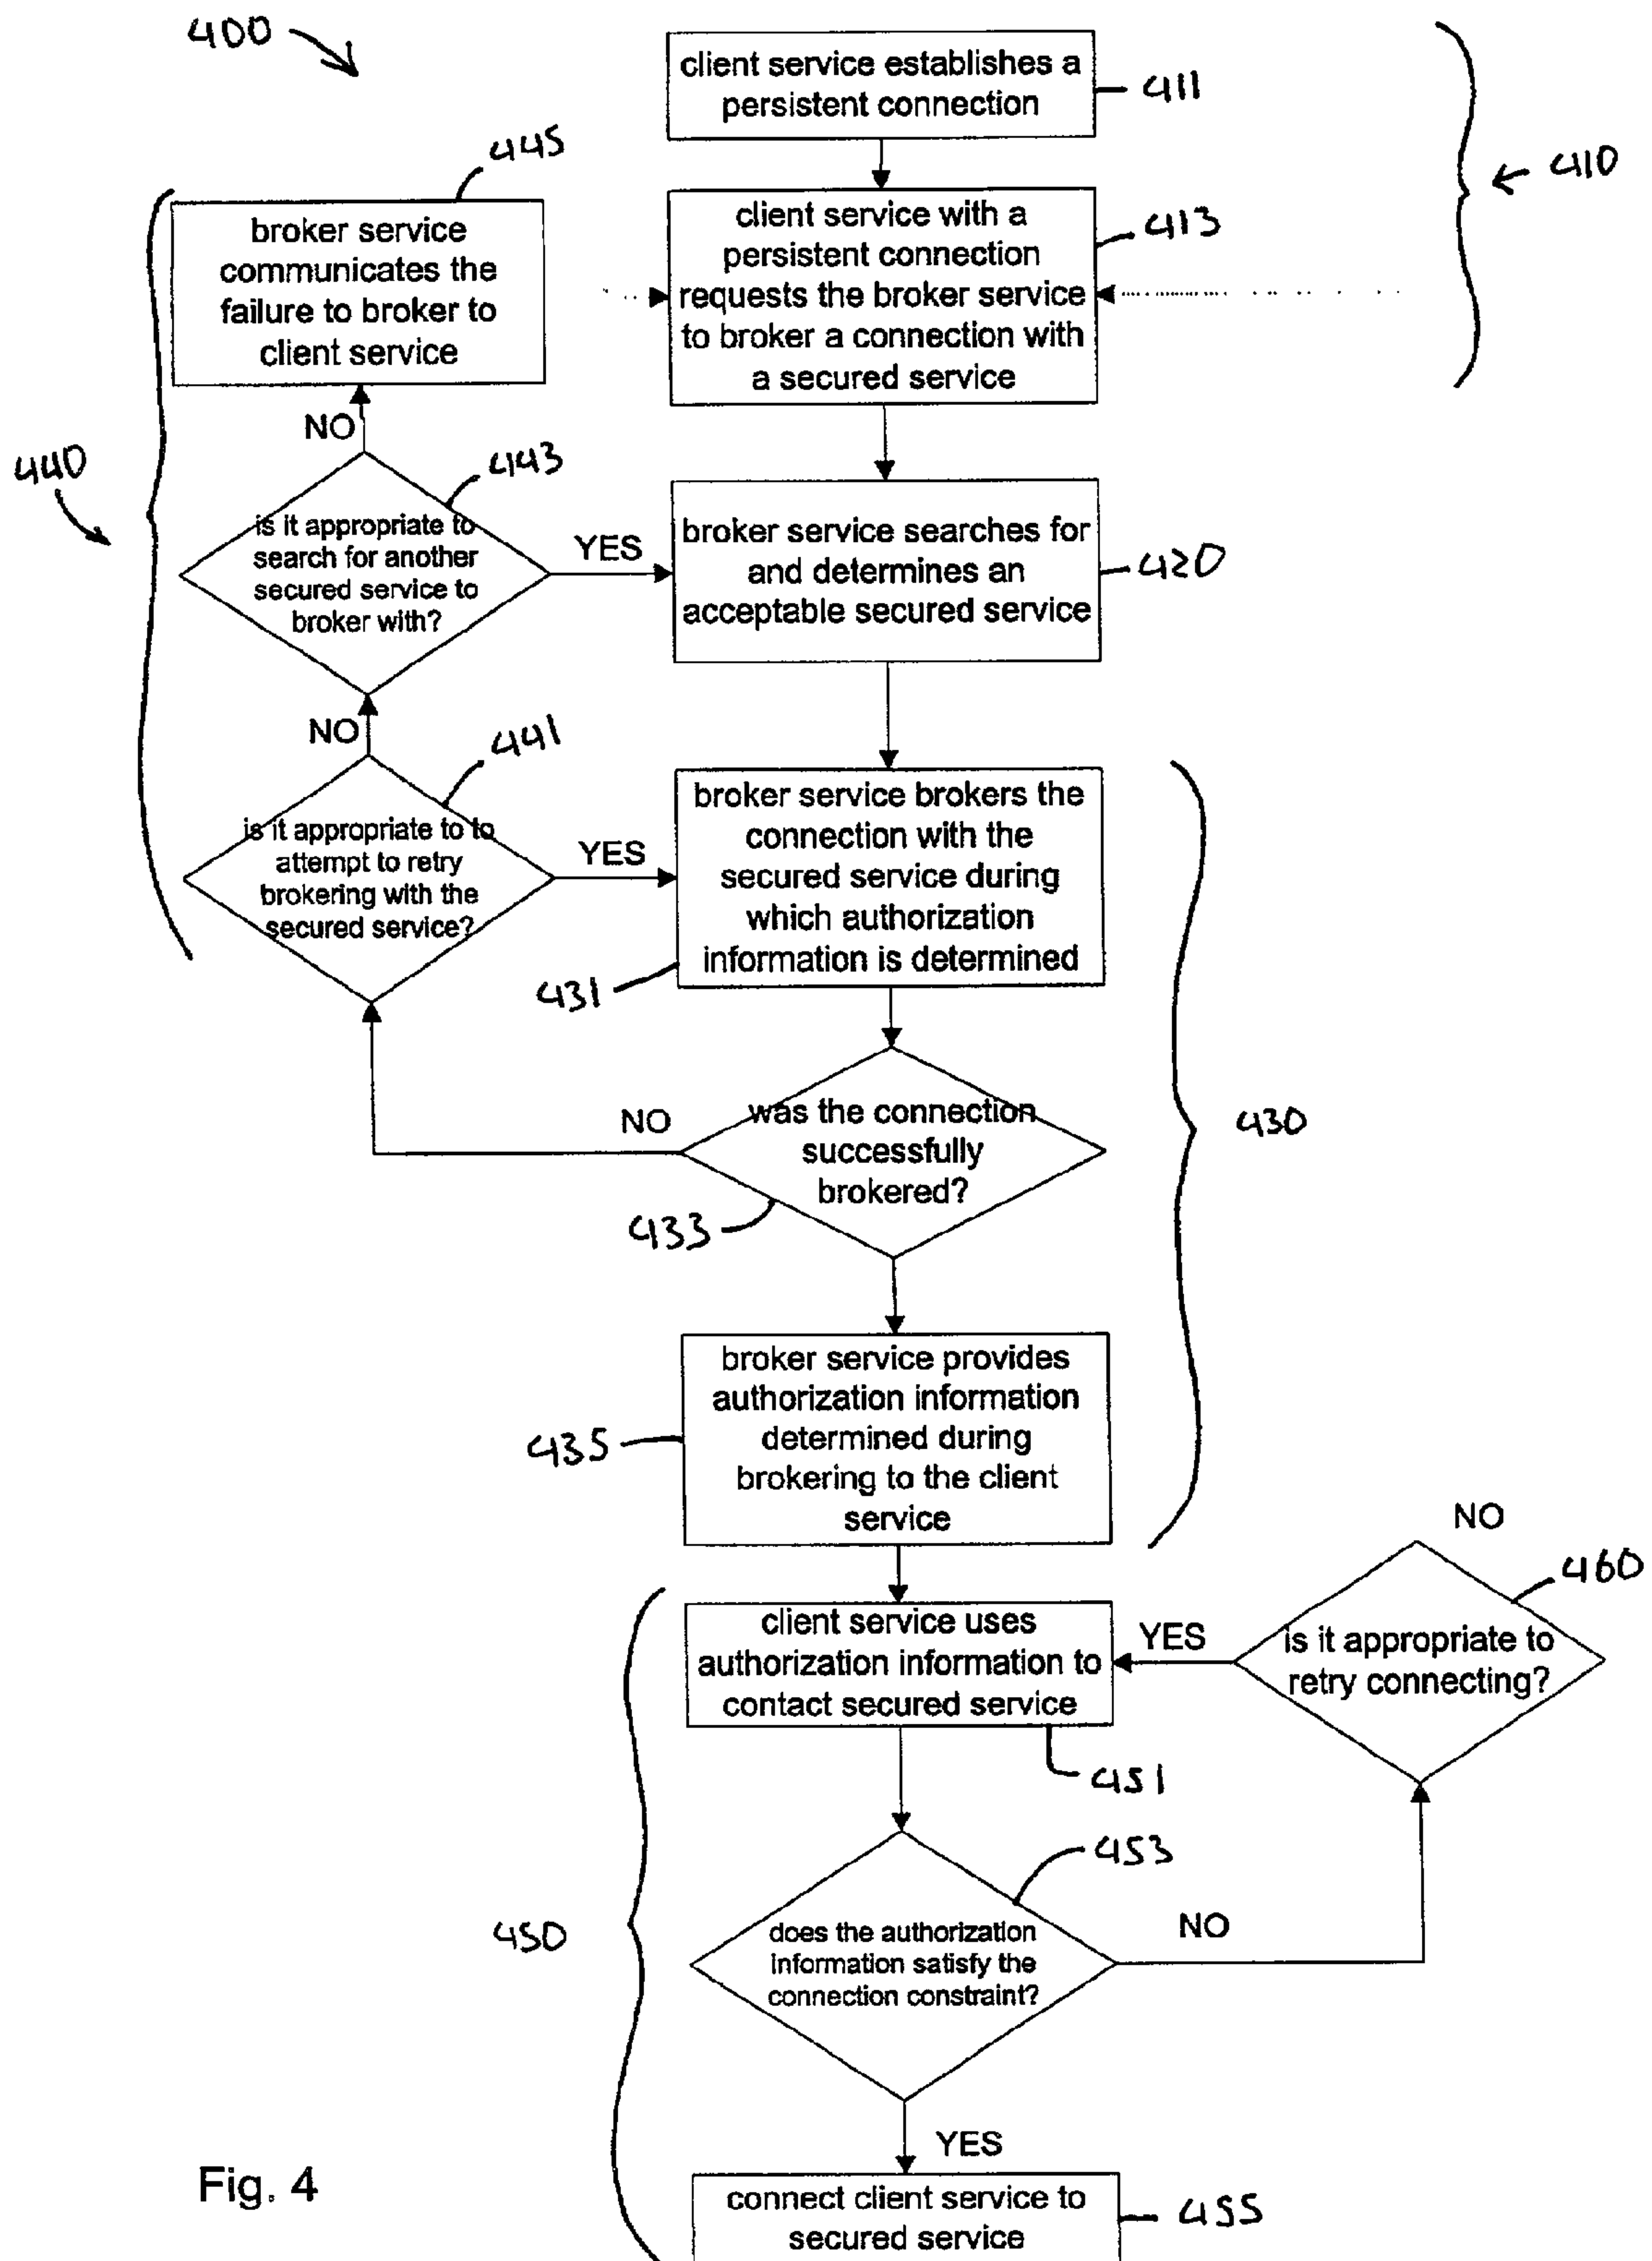 400
client service establishes a
persistent connection
411
410
445
broker service
communicates the
failure to broker to
client service
client service with a
persistent connection
requests the broker service
to broker a connection with
a secured service
413
NO
440
443
is it appropriate to
search for another
secured service to
broker with?
YES
broker service searches for
and determines an
acceptable secured service
420
NO
441
is it appropriate to to
attempt to retry
brokering with the
secured service?
YES
broker service brokers the
connection with the
secured service during
which authorization
information is determined
431
430
NO
was the connection
successfully
brokered?
433
broker service provides
authorization information
determined during
brokering to the client
service
435
NO
460
client service uses
authorization information to
contact secured service
YES
is it appropriate to
retry connecting?
451
453
450
does the authorization
information satisfy the
connection constraint?
NO
YES
Fig. 4
connect client service to
secured service
455